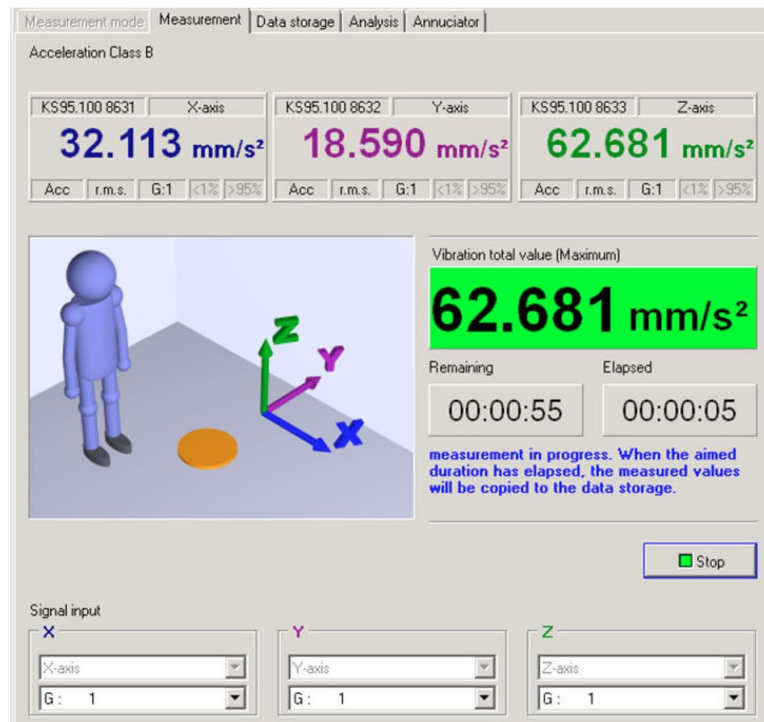 Measurement mode Measurement Data storage Analysis Annuciator
Acceleration Class B
KS95.100 8631 X-axis
32.113 mm/s²
Acc r.m.s. G:1 <1% >95%
KS95.100 8632 Y-axis
18.590 mm/s²
Acc r.m.s. G:1 <1% >95%
KS95.100 8633 Z-axis
62.681 mm/s²
Acc r.m.s. G:1 <1% >95%
Z
Y
X
Vibration total value (Maximum)
62.681 mm/s²
Remaining Elapsed
00:00:55 00:00:05
measurement in progress. When the aimed
duration has elapsed, the measured values
will be copied to the data storage.
Stop
Signal input
X
X-axis
G: 1
Y
Y-axis
G: 1
Z
Z-axis
G: 1